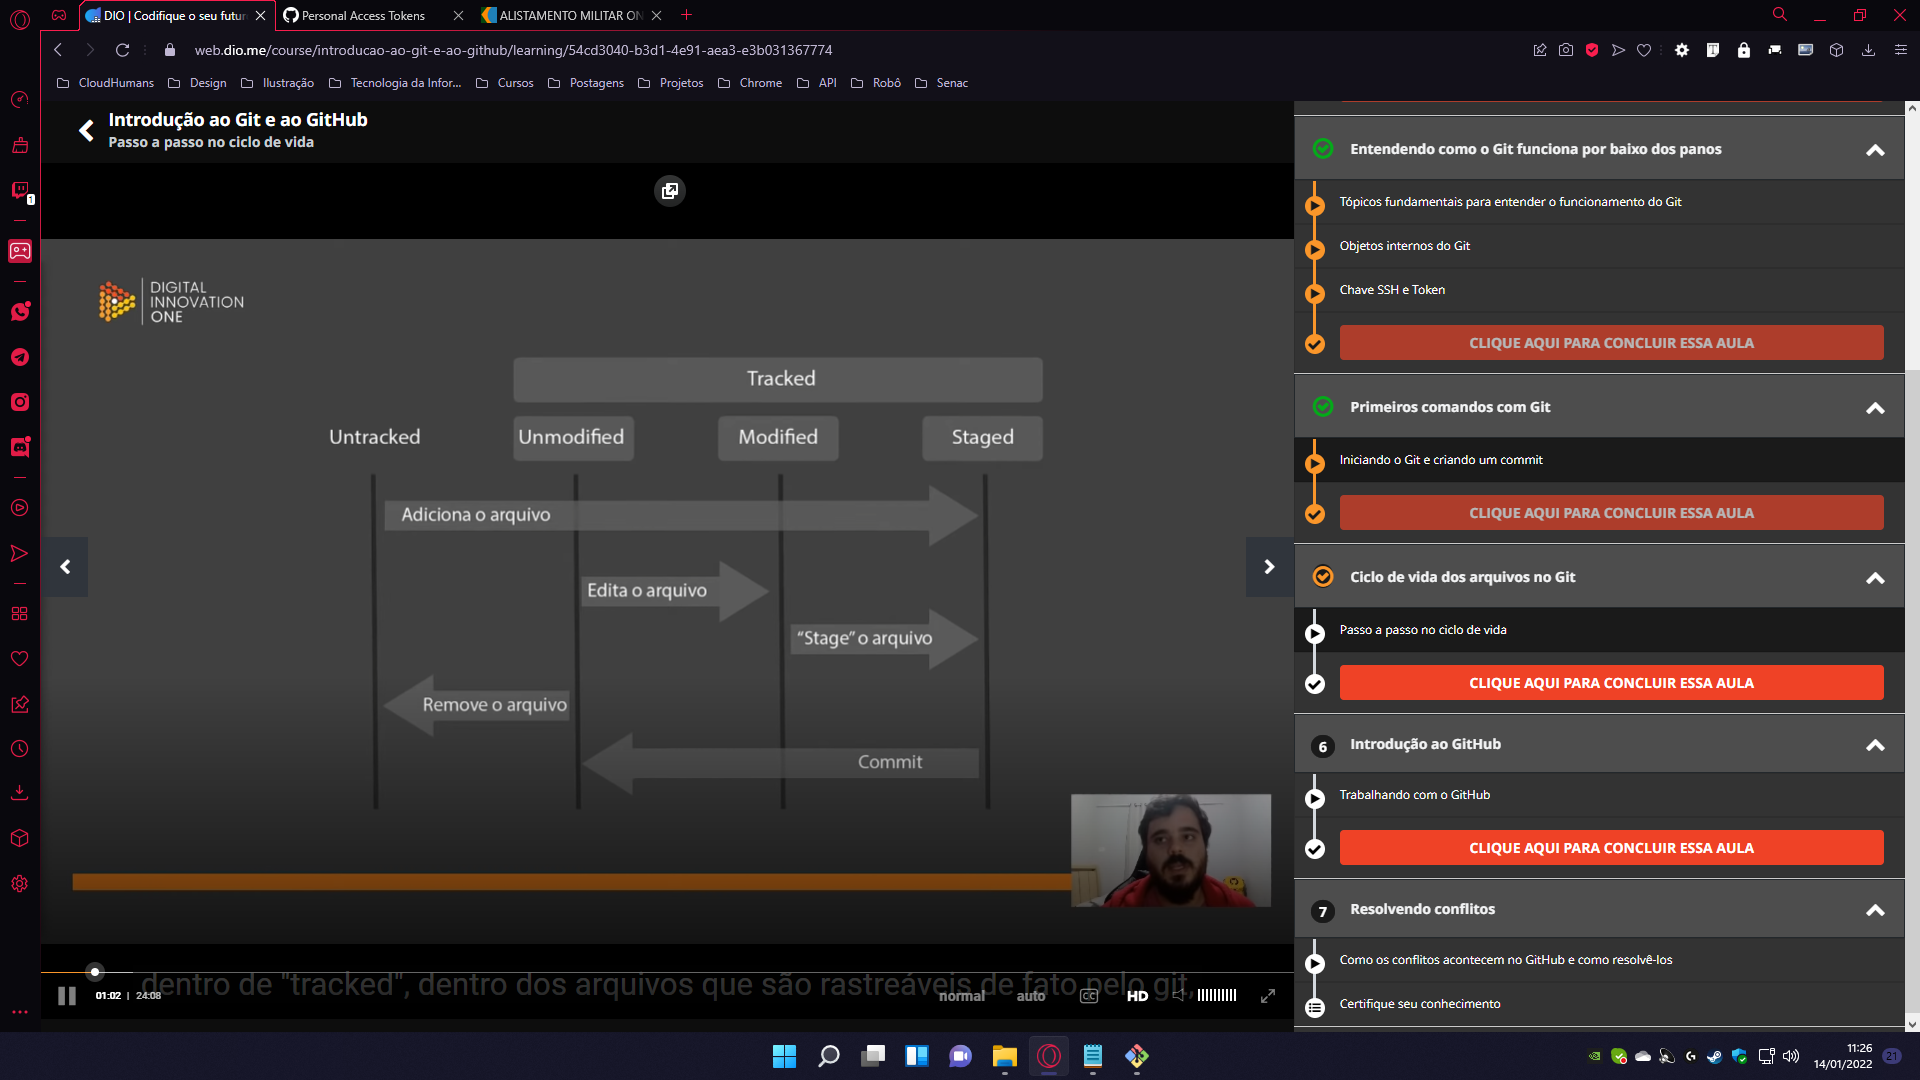 DIO | Codifique o seu futur
Personal Access Tokens
ALISTAMENTO MILITAR ON
web.dio.me/course/introducao-ao-git-e-ao-github/learning/54cd3040-b3d1-4e91-aea3-e3b031367774
CloudHumans
Design
Ilustração
Tecnologia da Infor...
Cursos
Postagens
Projetos
Chrome
API
Robô
Senac
Introdução ao Git e ao GitHub
Passo a passo no ciclo de vida
DIGITAL
INNOVATION
ONE
Tracked
Untracked
Unmodified
Modified
Staged
Adiciona o arquivo
Edita o arquivo
“Stage” o arquivo
Remove o arquivo
Commit
dentro de "tracked", dentro dos arquivos que são rastreáveis de fato pelo git,
01:02 | 24:08
normal
auto
CC
HD
Entendendo como o Git funciona por baixo dos panos
Tópicos fundamentais para entender o funcionamento do Git
Objetos internos do Git
Chave SSH e Token
CLIQUE AQUI PARA CONCLUIR ESSA AULA
Primeiros comandos com Git
Iniciando o Git e criando um commit
CLIQUE AQUI PARA CONCLUIR ESSA AULA
Ciclo de vida dos arquivos no Git
Passo a passo no ciclo de vida
CLIQUE AQUI PARA CONCLUIR ESSA AULA
6 Introdução ao GitHub
Trabalhando com o GitHub
CLIQUE AQUI PARA CONCLUIR ESSA AULA
7 Resolvendo conflitos
Como os conflitos acontecem no GitHub e como resolvê-los
Certifique seu conhecimento
1
11:26
14/01/2022
21